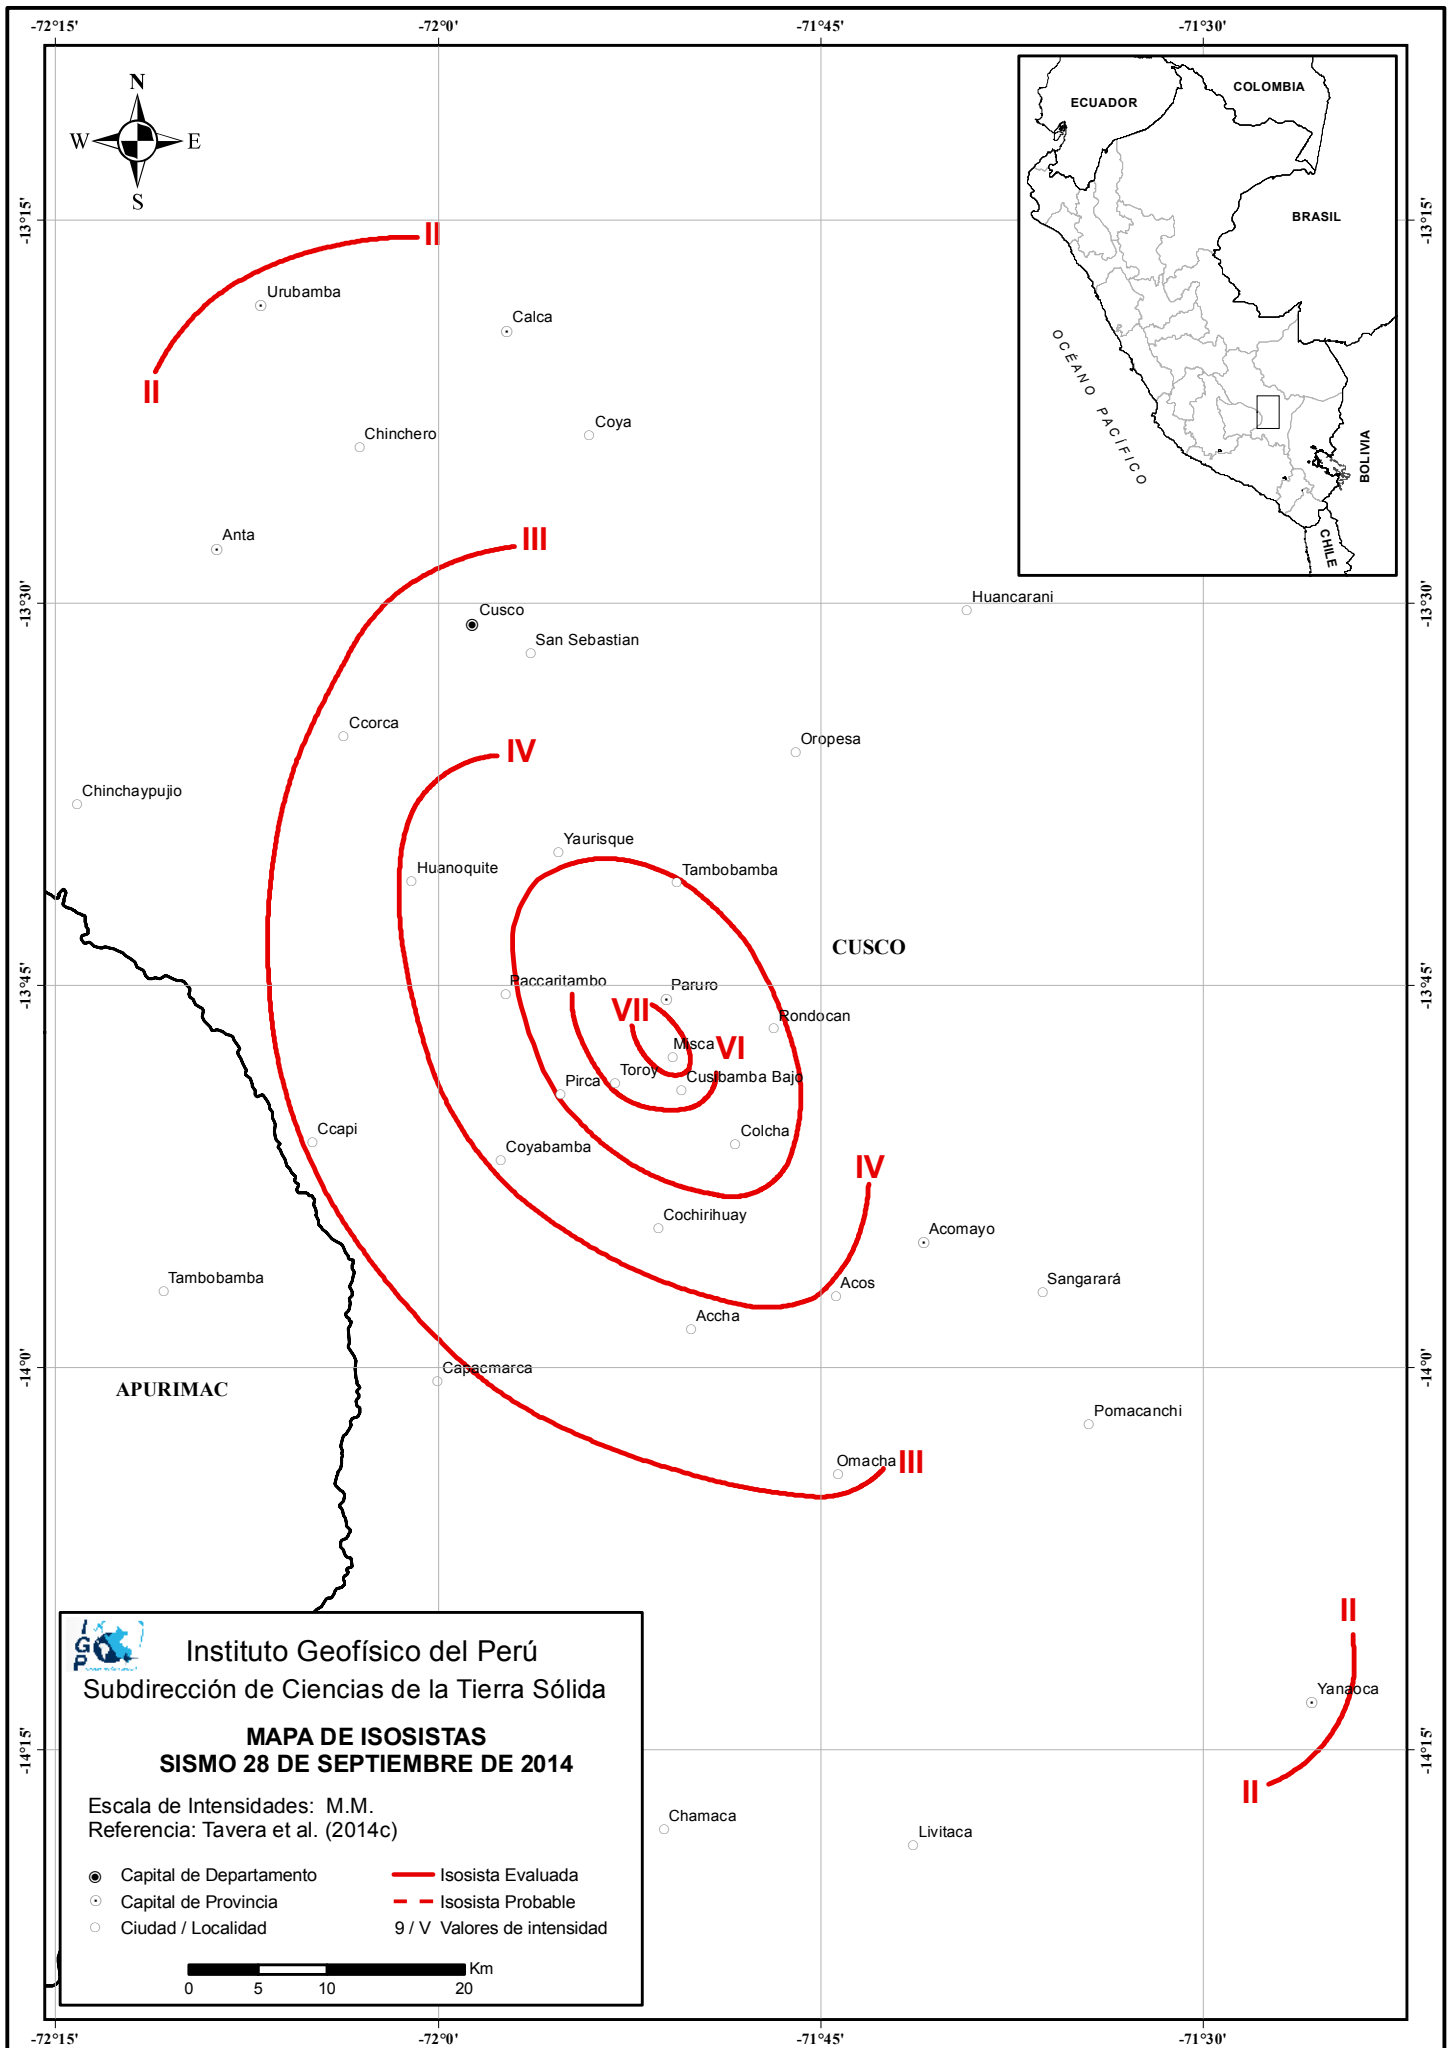 -72°15'
-72°0'
-71°45'
-71°30'
N
W
E
S
ECUADOR
COLOMBIA
BRASIL
OCÉANO PACÍFICO
BOLIVIA
CHILE
-13°15'
-13°15'
II
Urubamba
Calca
II
Chinchero
Coya
Anta
III
-13°30'
-13°30'
Huancarani
Cusco
San Sebastian
Ccorca
IV
Oropesa
Chinchaypujio
Yaurisque
Huanoquite
Tambobamba
CUSCO
-13°45'
-13°45'
Paccaritambo
Paruro
VII
Rondocan
Misca
VI
Toroy
Pirca
Cusibamba Bajo
Ccapi
Colcha
Coyabamba
IV
Cochirihuay
Acomayo
Tambobamba
Acos
Sangarará
Accha
-14°0'
-14°0'
Capacmarca
APURIMAC
Pomacanchi
Omacha
III
II
Yanaoca
-14°15'
-14°15'
II
Chamaca
Livitaca
IGP
Instituto Geofísico del Perú
Subdirección de Ciencias de la Tierra Sólida
MAPA DE ISOSISTAS
SISMO 28 DE SEPTIEMBRE DE 2014
Escala de Intensidades: M.M.
Referencia: Tavera et al. (2014c)
Capital de Departamento
Isosista Evaluada
Capital de Provincia
Isosista Probable
Ciudad / Localidad
9 / V Valores de intensidad
Km
0 5 10 20
-72°15'
-72°0'
-71°45'
-71°30'